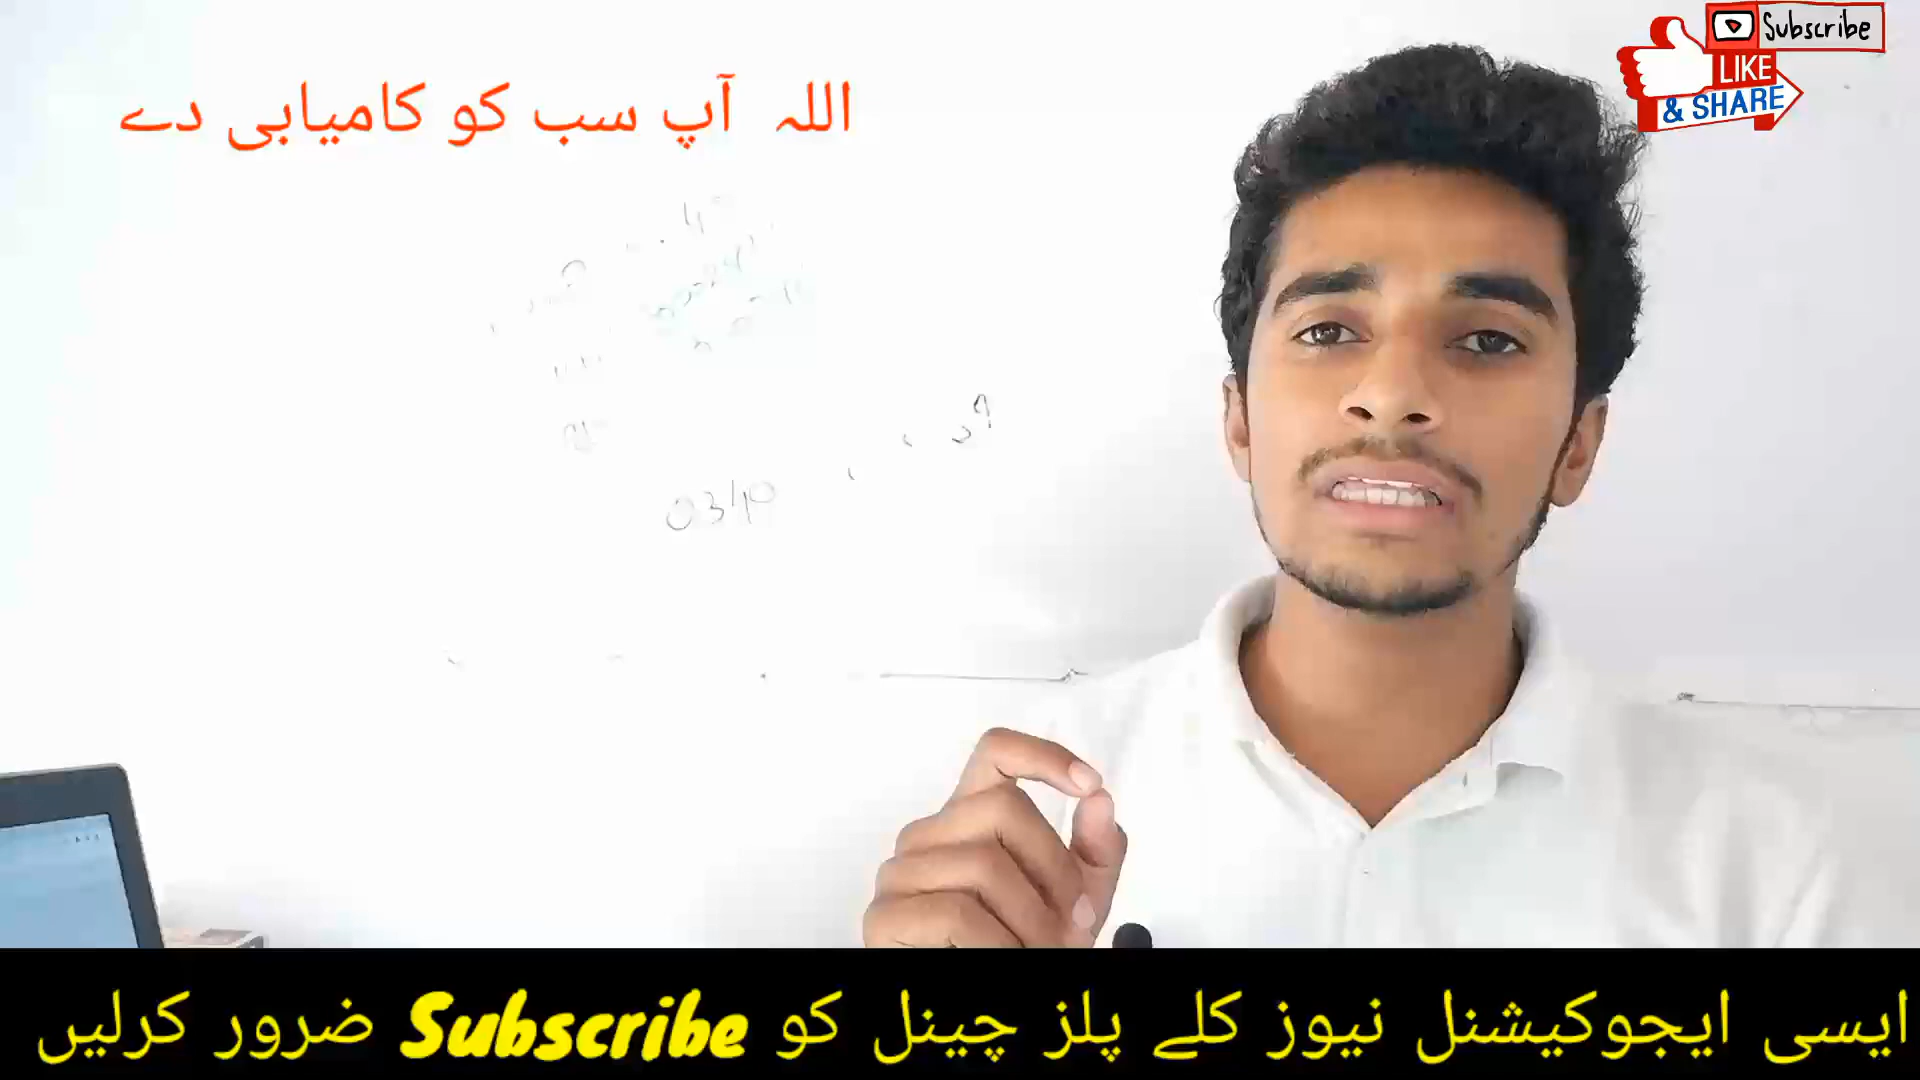 Subscribe
LIKE
& SHARE
اللہ آپ سب کو کامیابی دے
ایسی ایجوکیشنل نیوز کلے پلز چینل کو Subscribe ضرور کرلیں